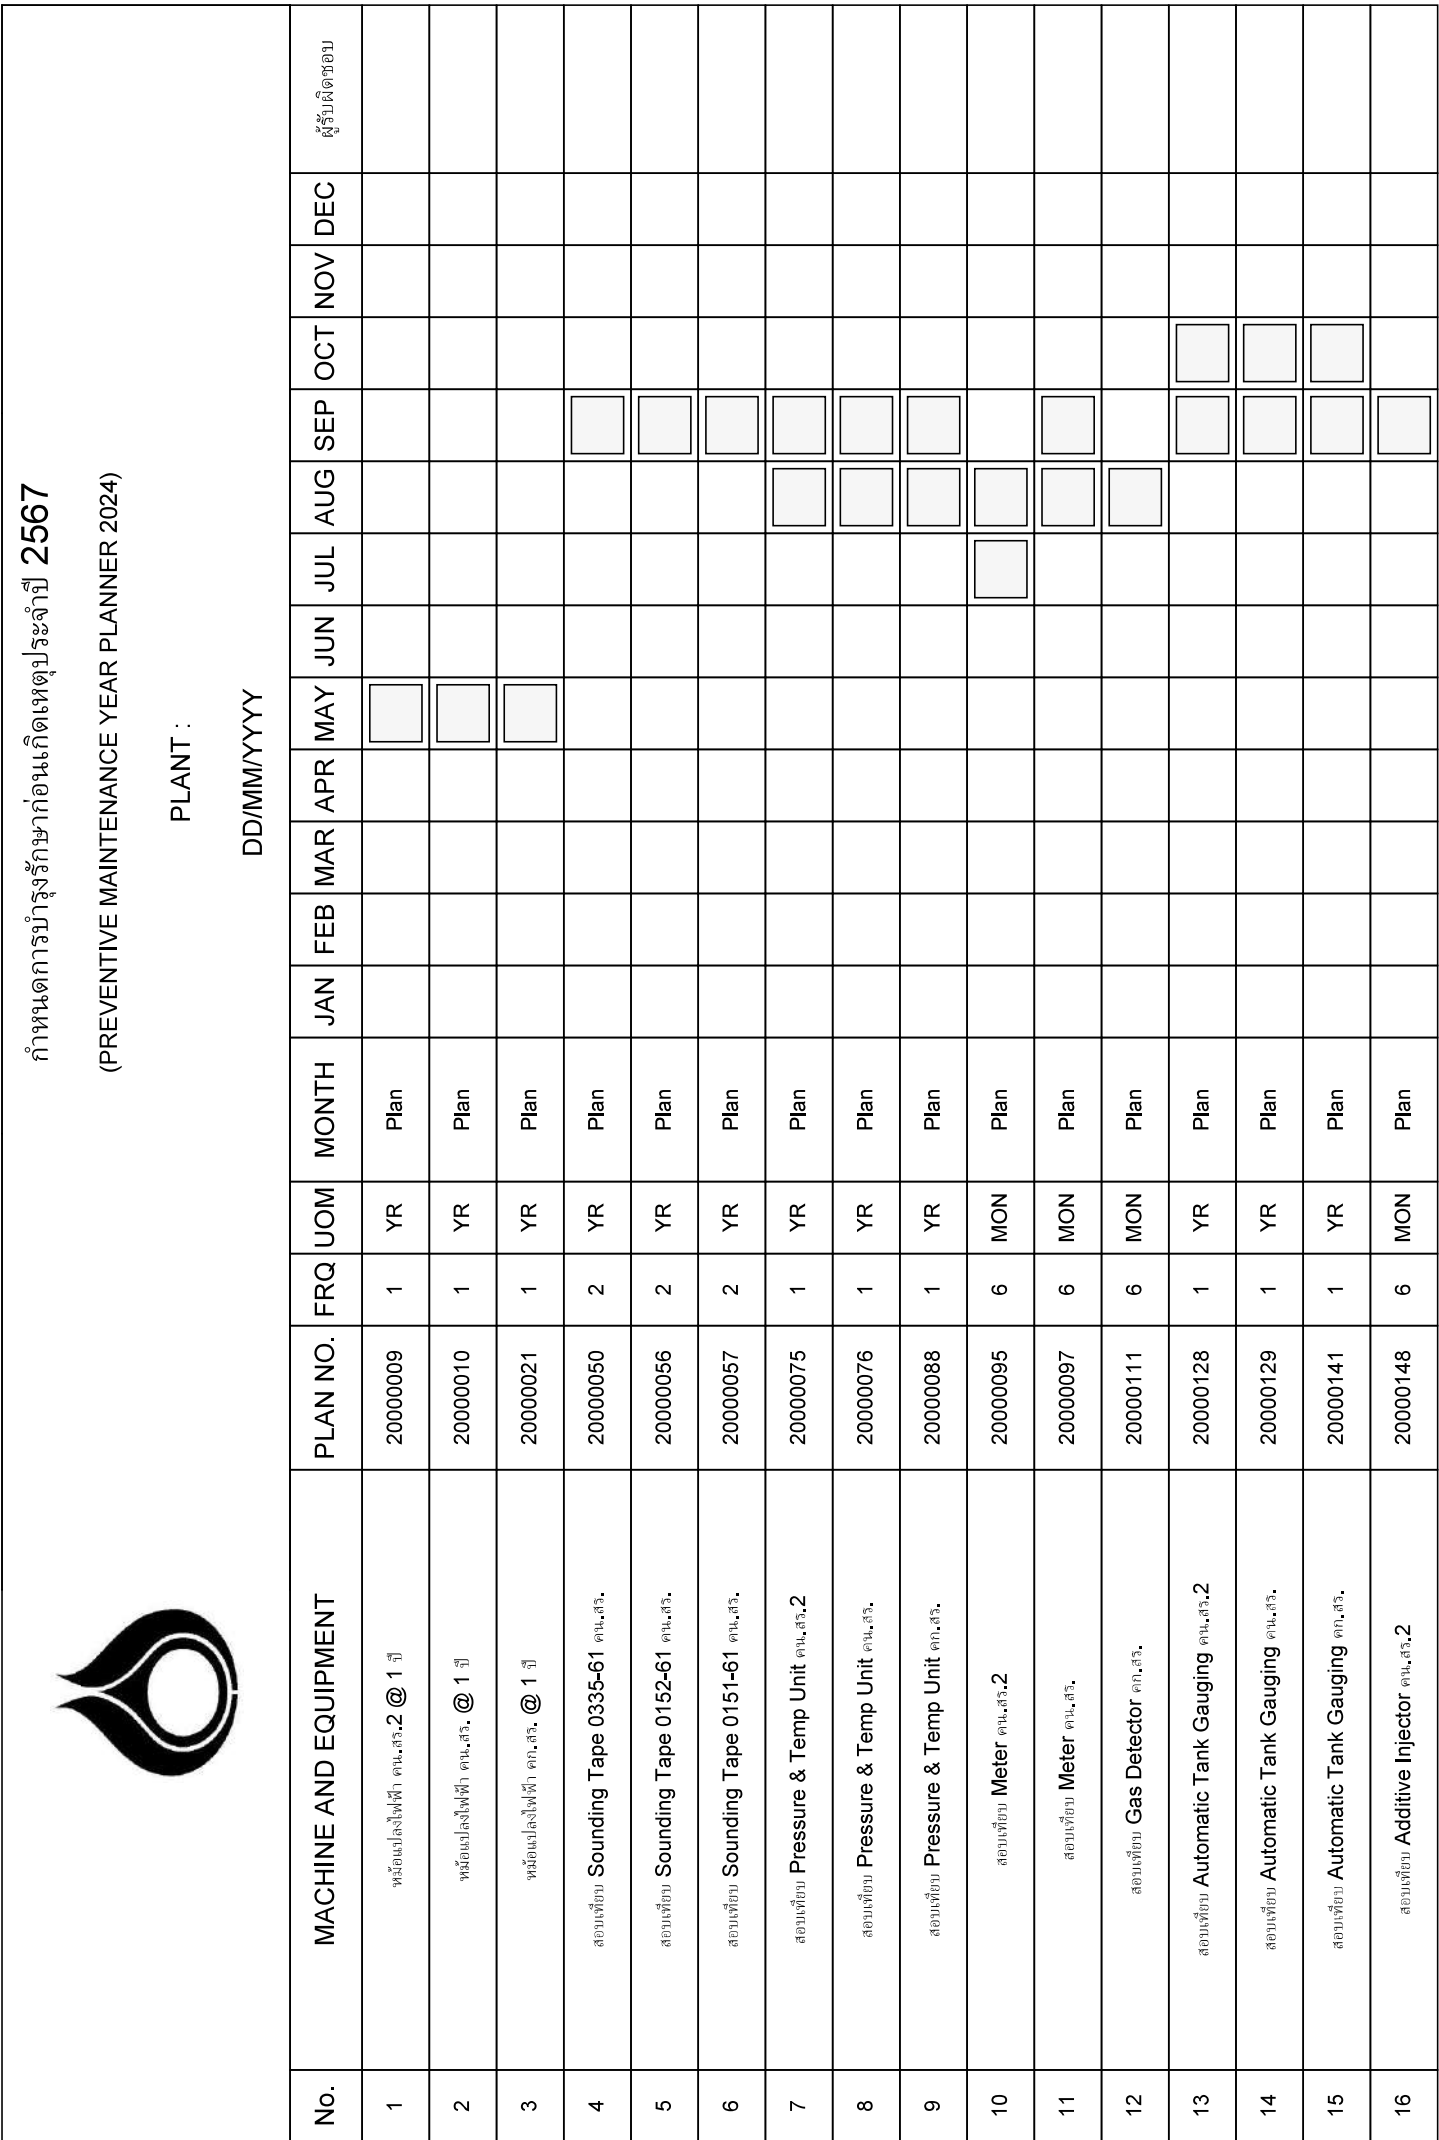 กำหนดการบำรุงรักษาก่อนเกิดเหตุประจำปี 2567
(PREVENTIVE MAINTENANCE YEAR PLANNER 2024)
PLANT :
DD/MM/YYYY
No. MACHINE AND EQUIPMENT PLAN NO. FRQ UOM MONTH JAN FEB MAR APR MAY JUN JUL AUG SEP OCT NOV DEC ผู้รับผิดชอบ
1 หม้อแปลงไฟฟ้า คน.สร.2 @ 1 ปี 20000009 1 YR Plan
2 หม้อแปลงไฟฟ้า คน.สร. @ 1 ปี 20000010 1 YR Plan
3 หม้อแปลงไฟฟ้า คก.สร. @ 1 ปี 20000021 1 YR Plan
4 สอบเทียบ Sounding Tape 0335-61 คน.สร. 20000050 2 YR Plan
5 สอบเทียบ Sounding Tape 0152-61 คน.สร. 20000056 2 YR Plan
6 สอบเทียบ Sounding Tape 0151-61 คน.สร. 20000057 2 YR Plan
7 สอบเทียบ Pressure & Temp Unit คน.สร.2 20000075 1 YR Plan
8 สอบเทียบ Pressure & Temp Unit คน.สร. 20000076 1 YR Plan
9 สอบเทียบ Pressure & Temp Unit คก.สร. 20000088 1 YR Plan
10 สอบเทียบ Meter คน.สร.2 20000095 6 MON Plan
11 สอบเทียบ Meter คน.สร. 20000097 6 MON Plan
12 สอบเทียบ Gas Detector คก.สร. 20000111 6 MON Plan
13 สอบเทียบ Automatic Tank Gauging คน.สร.2 20000128 1 YR Plan
14 สอบเทียบ Automatic Tank Gauging คน.สร. 20000129 1 YR Plan
15 สอบเทียบ Automatic Tank Gauging คก.สร. 20000141 1 YR Plan
16 สอบเทียบ Additive Injector คน.สร.2 20000148 6 MON Plan